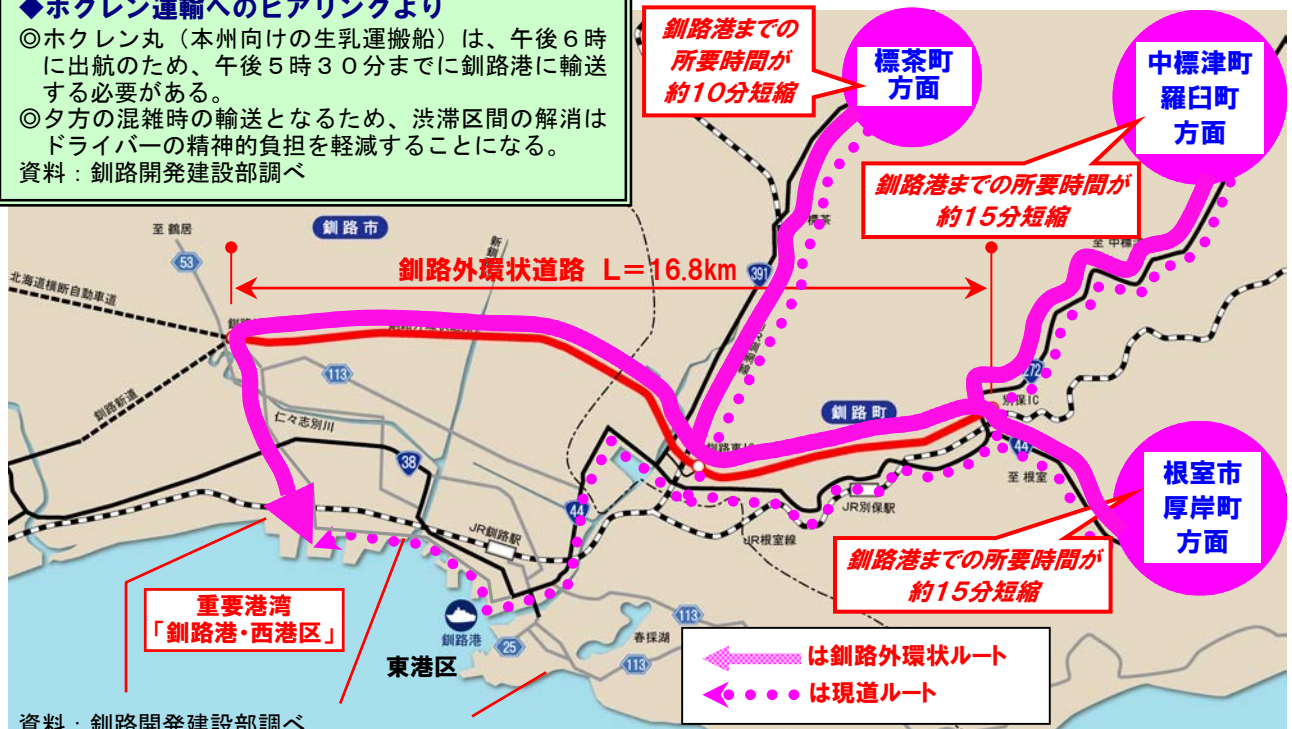 ◆ホクレン運輸へのヒアリングより
◎ホクレン丸（本州向けの生乳運搬船）は、午後６時
に出航のため、午後５時３０分までに釧路港に輸送
する必要がある。
◎夕方の混雑時の輸送となるため、渋滞区間の解消は
ドライバーの精神的負担を軽減することになる。
資料：釧路開発建設部調べ
釧路港までの
所要時間が
約10分短縮
標茶町
方面
中標津町
羅臼町
方面
釧路港までの所要時間が
約15分短縮
至 鶴居
釧路市
53
北海道横断自動車道
釧路外環状道路 L=16.8km
391
標茶
至 中標
272
別保IC
113
釧路新道
仁々志別川
38
釧路町
釧路東
44
至 根室
JR別保駅
JR根室線
44
JR釧路駅
根室市
厚岸町
方面
釧路港までの所要時間が
約15分短縮
重要港湾
「釧路港・西港区」
釧路港
東港区
25
春採湖
113
113
は釧路外環状ルート
は現道ルート
資料：釧路開発建設部調べ